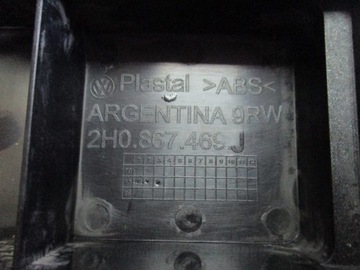 Plastal >ABS<
ARGENTINA 9RW
2H0.867.469.J